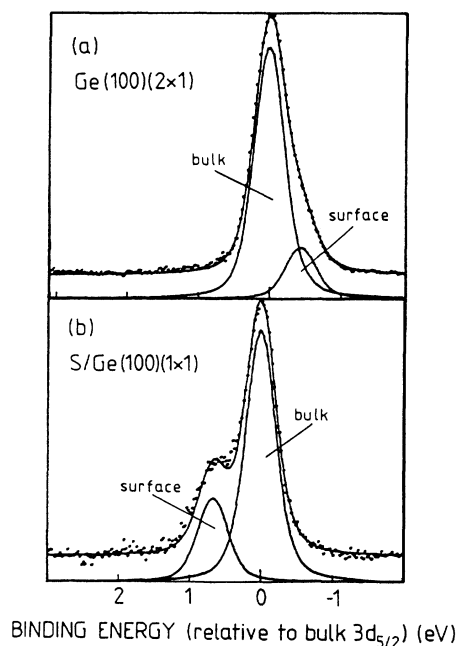 (a)
Ge(100)(2×1)
bulk
surface
(b)
S/Ge(100)(1×1)
bulk
surface
2 1 0 -1
BINDING ENERGY (relative to bulk 3d₅/₂) (eV)